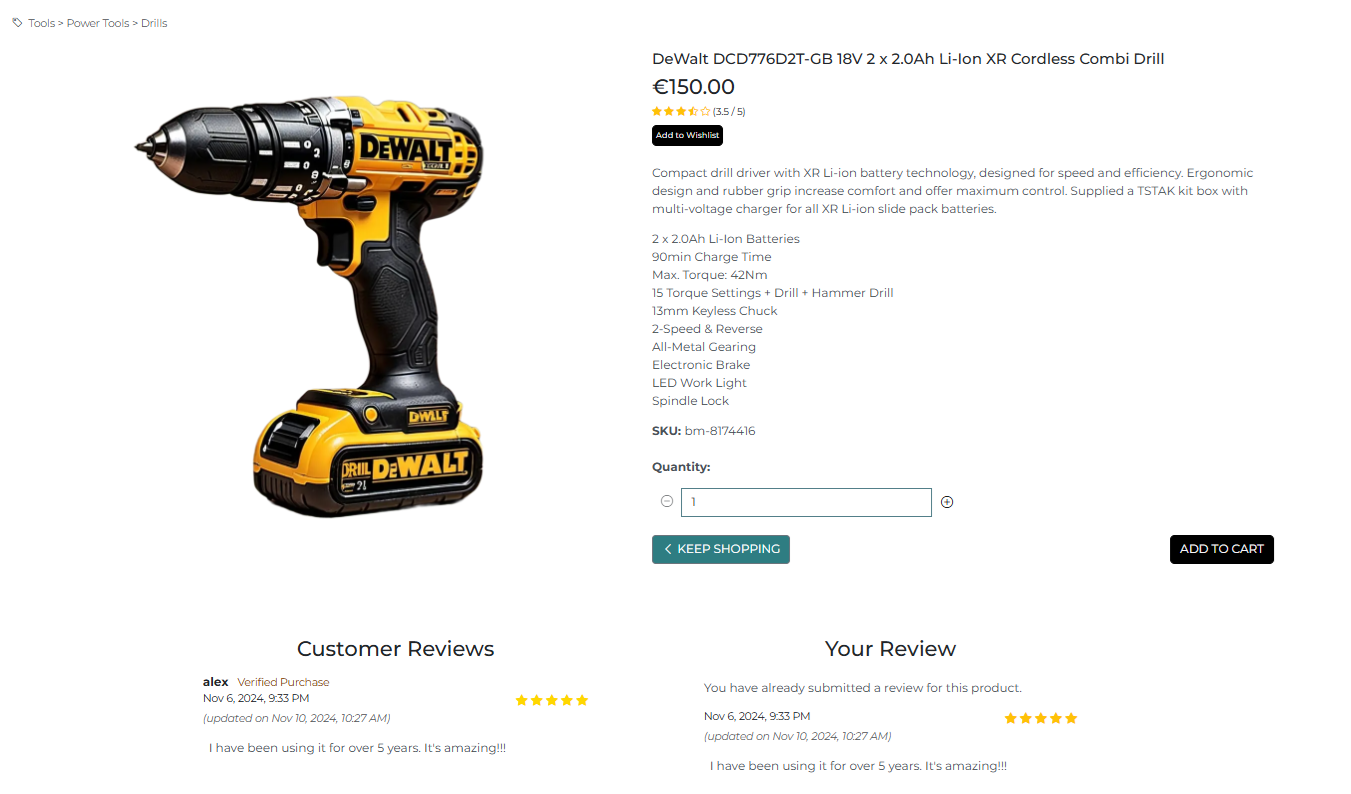 Tools > Power Tools > Drills
DeWalt DCD776D2T-GB 18V 2 x 2.0Ah Li-Ion XR Cordless Combi Drill
€150.00
(3.5 / 5)
Add to Wishlist
Compact drill driver with XR Li-ion battery technology, designed for speed and efficiency. Ergonomic
design and rubber grip increase comfort and offer maximum control. Supplied a TSTAK kit box with
multi-voltage charger for all XR Li-ion slide pack batteries.
2 x 2.0Ah Li-Ion Batteries
90min Charge Time
Max. Torque: 42Nm
15 Torque Settings + Drill + Hammer Drill
13mm Keyless Chuck
2-Speed & Reverse
All-Metal Gearing
Electronic Brake
LED Work Light
Spindle Lock
SKU: bm-8174416
Quantity:
1
KEEP SHOPPING
ADD TO CART
DEWALT
DEWALT
DEWALT
Customer Reviews
alex Verified Purchase
Nov 6, 2024, 9:33 PM
(updated on Nov 10, 2024, 10:27 AM)
I have been using it for over 5 years. It's amazing!!!
Your Review
You have already submitted a review for this product.
Nov 6, 2024, 9:33 PM
(updated on Nov 10, 2024, 10:27 AM)
I have been using it for over 5 years. It's amazing!!!